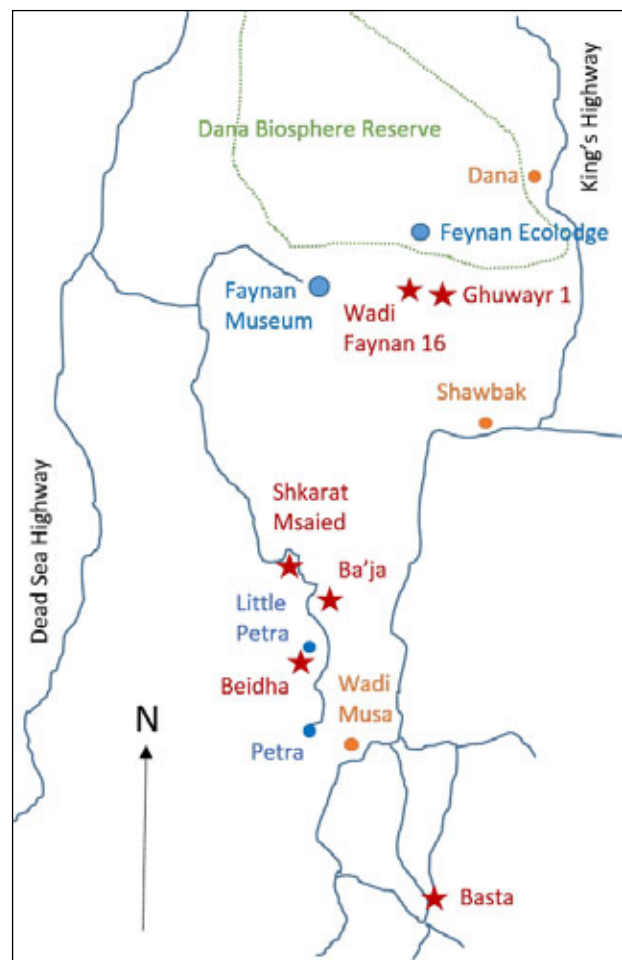 Dana Biosphere Reserve
King's Highway
Dana
Feynan Ecolodge
Faynan
Museum
Wadi
Faynan 16
Ghuwayr 1
Shawbak
Dead Sea Highway
Shkarat
Msaied
Ba'ja
Little
Petra
Beidha
Wadi
Musa
N
Petra
Basta